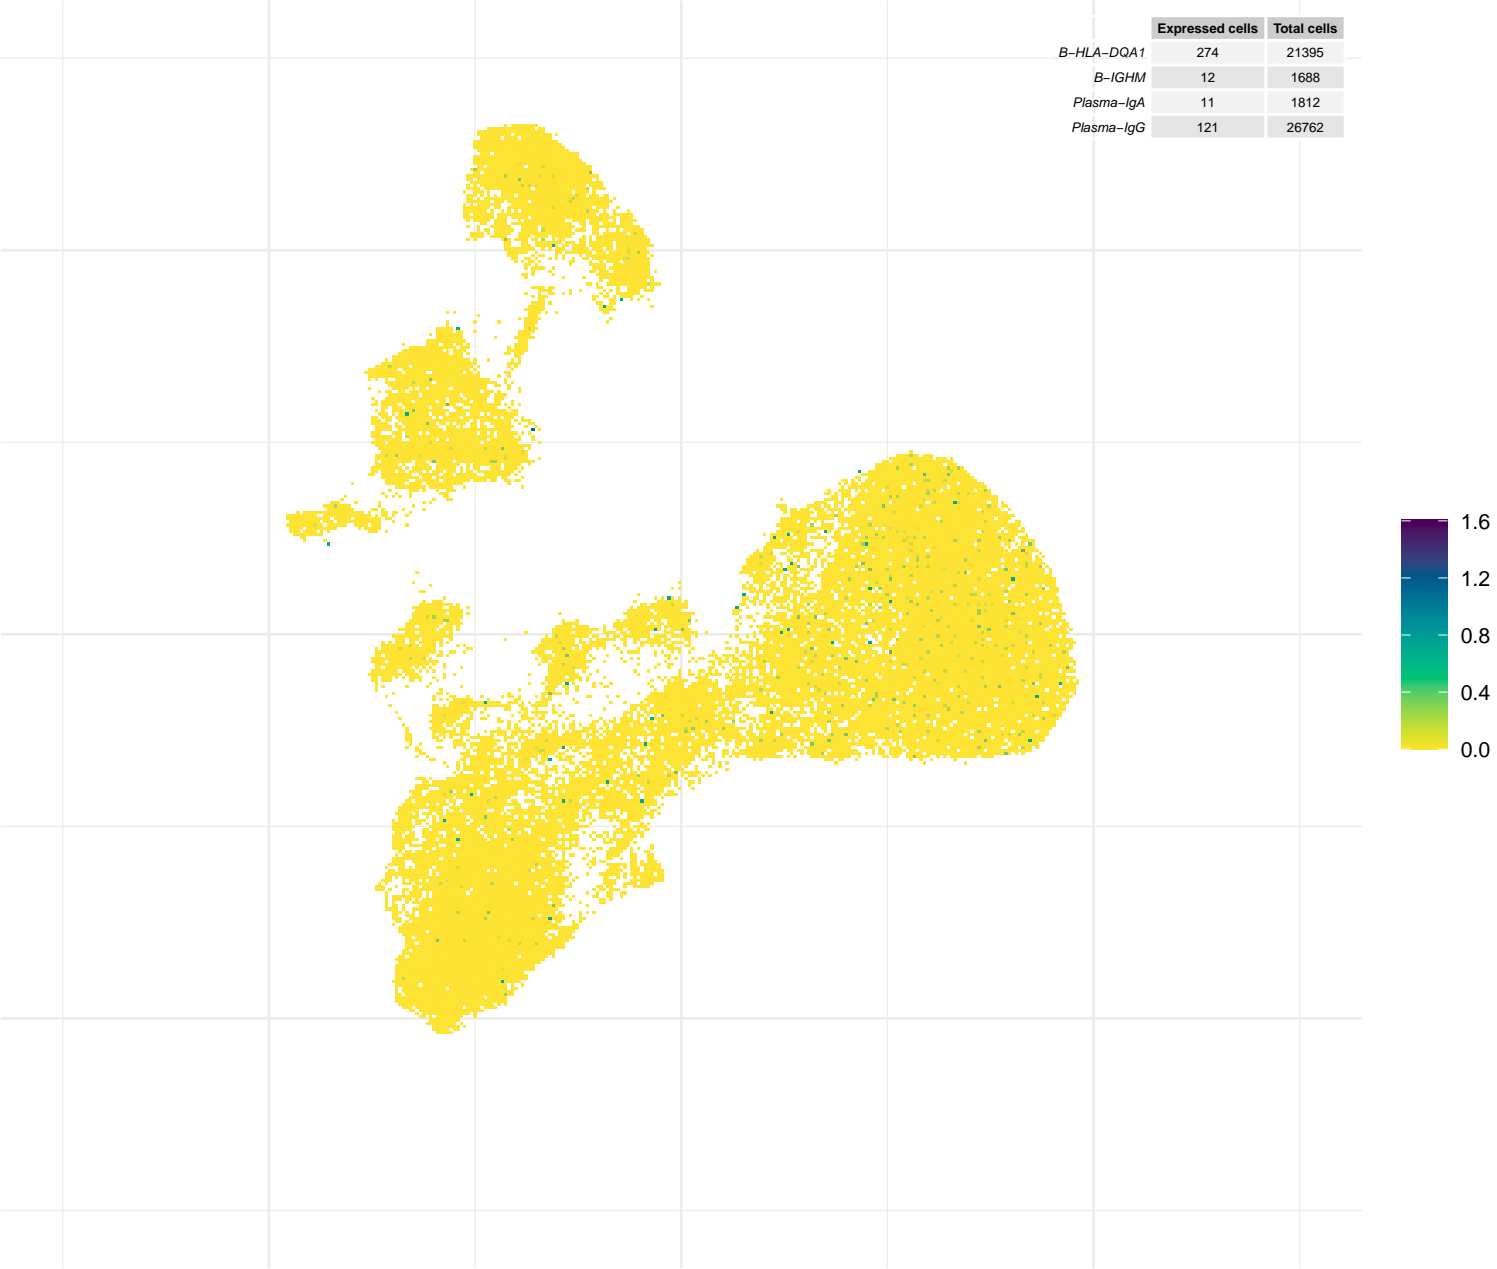 Expressed cells Total cells
B−HLA−DQA1 274 21395
B−IGHM 12 1688
Plasma−IgA 11 1812
Plasma−IgG 121 26762
1.6
1.2
0.8
0.4
0.0